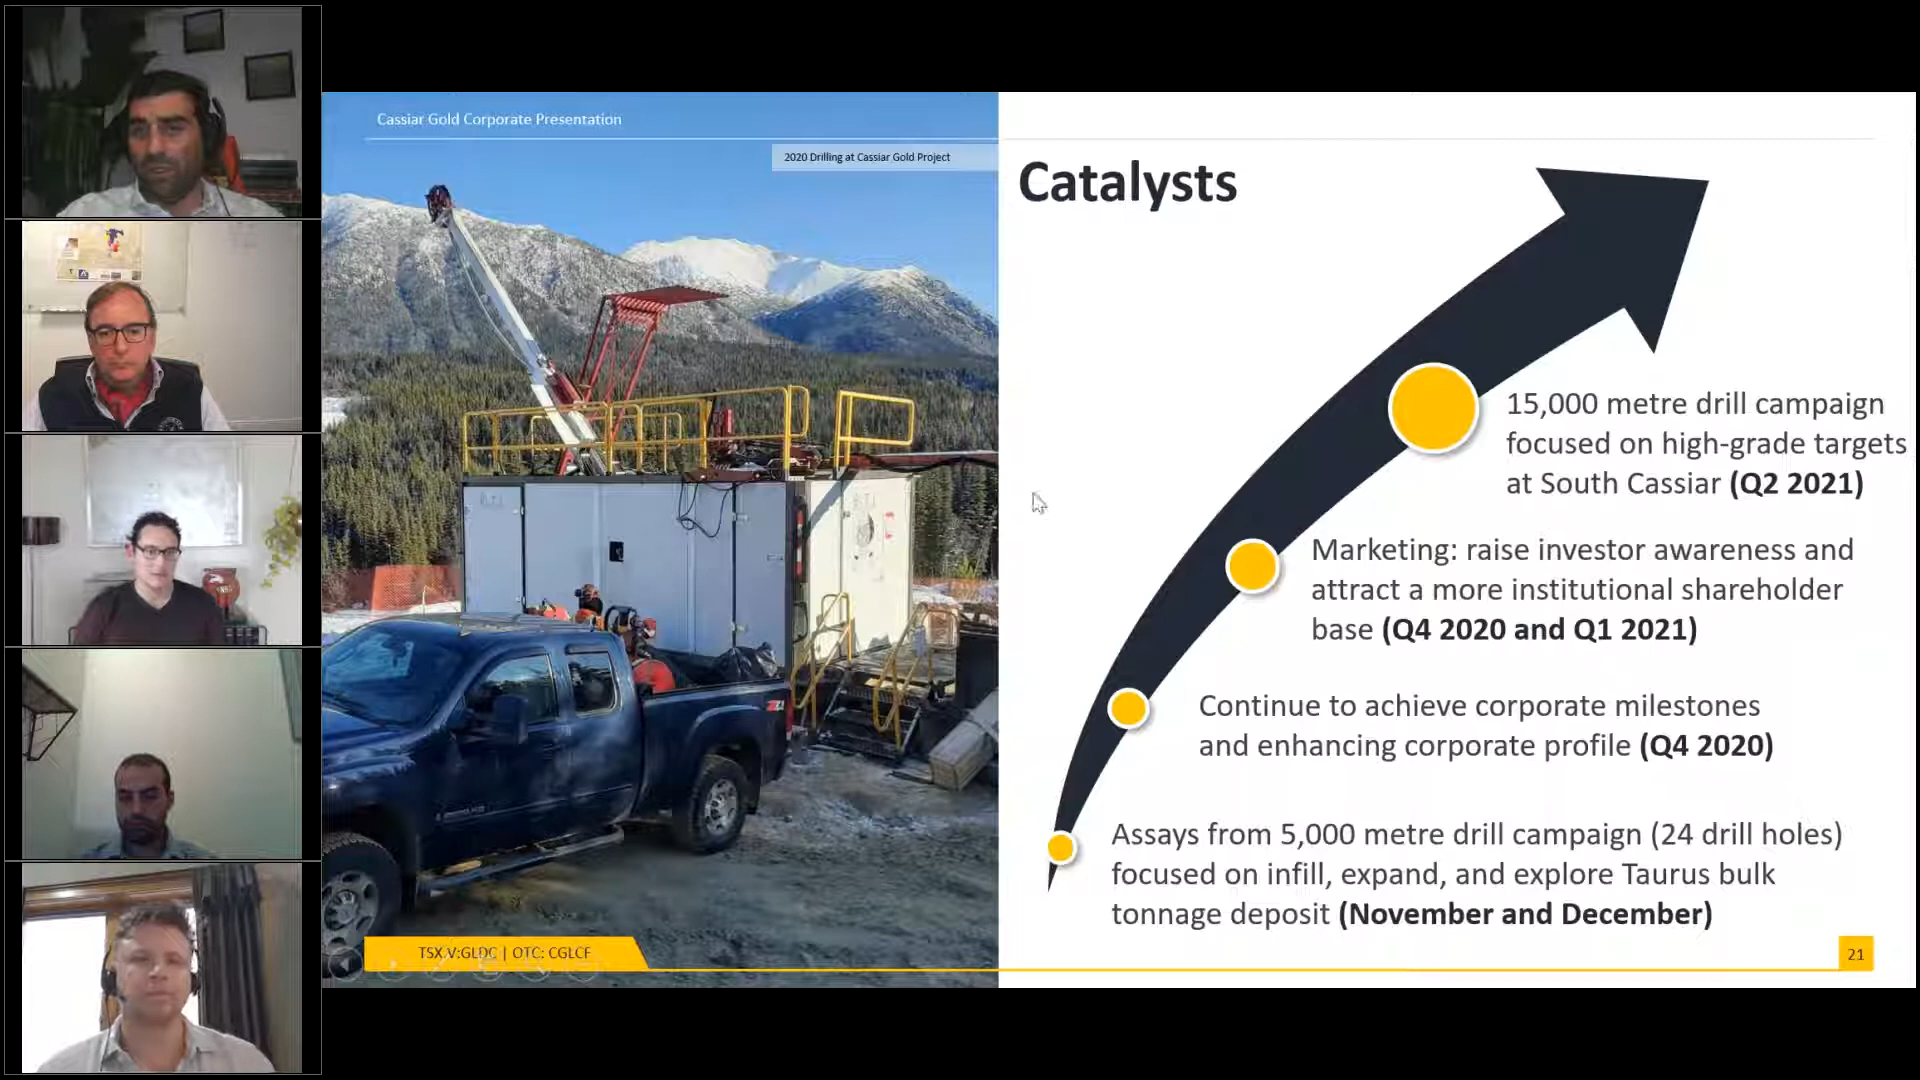 Cassiar Gold Corporate Presentation
2020 Drilling at Cassiar Gold Project
Catalysts
15,000 metre drill campaign
focused on high-grade targets
at South Cassiar (Q2 2021)
Marketing: raise investor awareness and
attract a more institutional shareholder
base (Q4 2020 and Q1 2021)
Continue to achieve corporate milestones
and enhancing corporate profile (Q4 2020)
Assays from 5,000 metre drill campaign (24 drill holes)
focused on infill, expand, and explore Taurus bulk
tonnage deposit (November and December)
TSX.V:GLDC | OTC: CGLCF
21